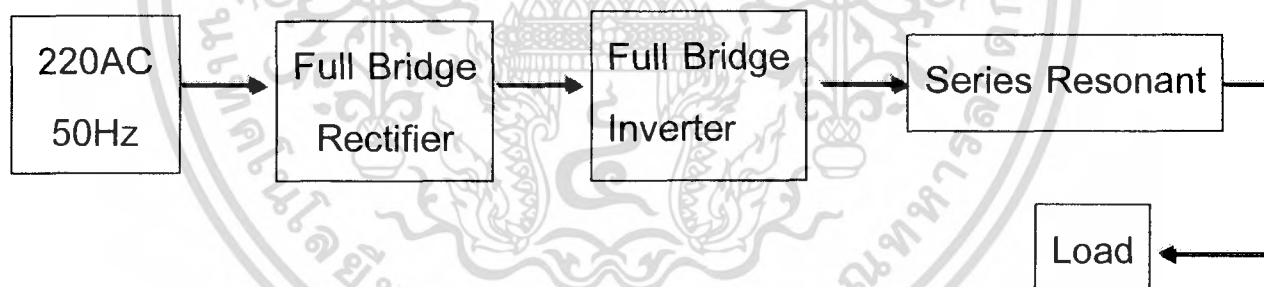 220AC
50Hz
Full Bridge
Rectifier
Full Bridge
Inverter
Series Resonant
Load